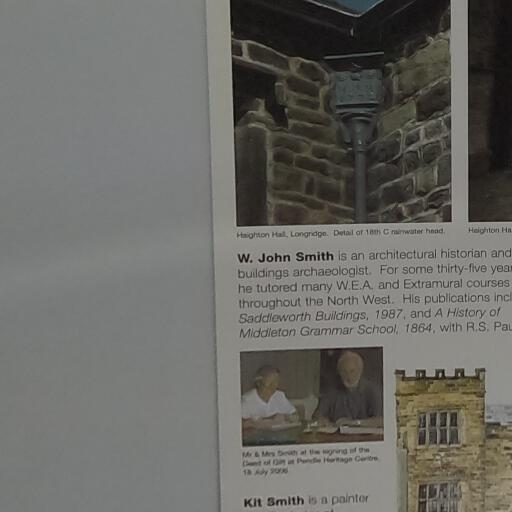 Haighton Hall, Longridge. Detail of 18th C rainwater head.
Haighton Ha
W. John Smith is an architectural historian and
buildings archaeologist. For some thirty-five year
he tutored many W.E.A. and Extramural courses
throughout the North West. His publications incl
Saddleworth Buildings, 1987, and A History of
Middleton Grammar School, 1864, with R.S. Pau
Mr & Mrs Smith at the signing of the
Deed of Gift at Pendle Heritage Centre,
18 July 2006
Kit Smith is a painter